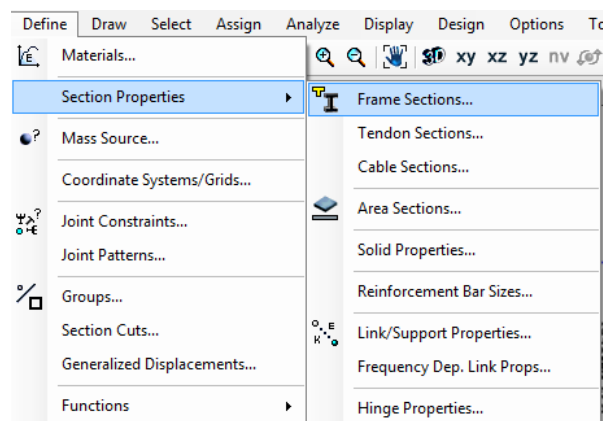 Define Draw Select Assign Analyze Display Design Options To
Materials... 3D xy xz yz nv
Section Properties Frame Sections...
Tendon Sections...
Mass Source...
Cable Sections...
Coordinate Systems/Grids...
Area Sections...
Joint Constraints...
Joint Patterns... Solid Properties...
Groups... Reinforcement Bar Sizes...
Section Cuts... Link/Support Properties...
Generalized Displacements... Frequency Dep. Link Props...
Functions Hinge Properties...